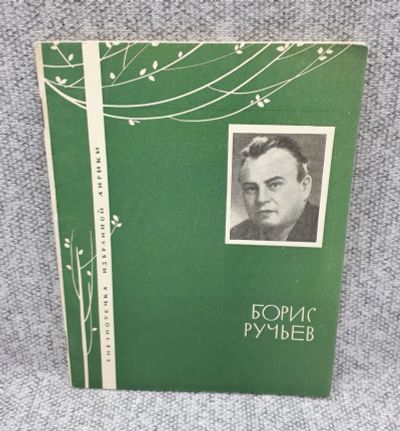 БИБЛИОТЕЧКА ИЗБРАННОЙ ЛИРИКИ
БОРИС
РУЧЬЕВ